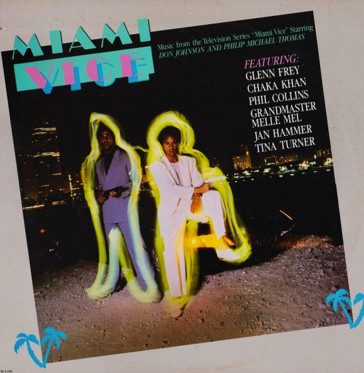 MIAMI
VICE
Music from the Television Series "Miami Vice" Starring
DON JOHNSON AND PHILIP MICHAEL THOMAS
FEATURING:
GLENN FREY
CHAKA KHAN
PHIL COLLINS
GRANDMASTER
MELLE MEL
JAN HAMMER
TINA TURNER